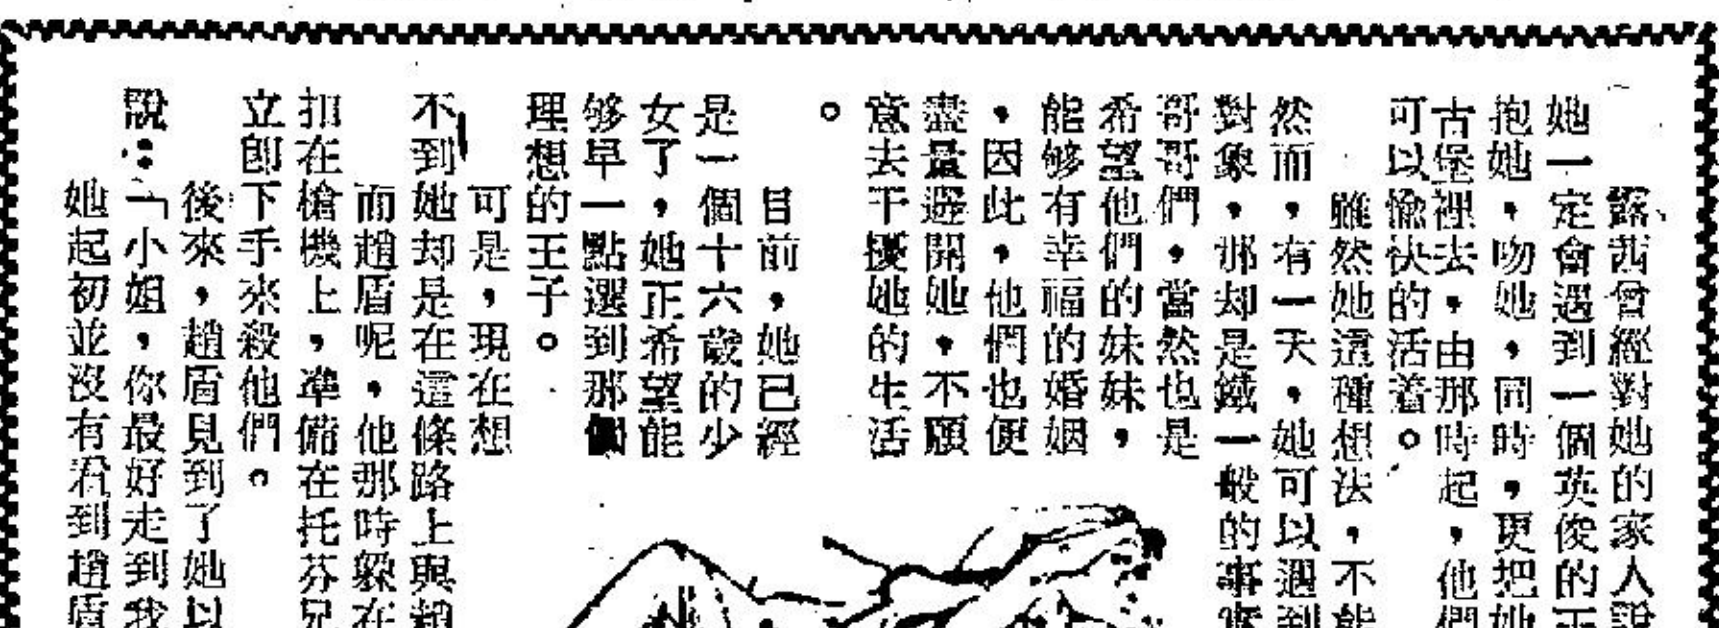 露茜曾經對她的家人說
她一定會遇到一個英俊的王
抱她，吻她，同時，更把她
古堡裡去，由那時起，他們
可以愉快的活着。
雖然她這種想法，不能
然而，有一天，她可以遇到
對象，那却是鐵一般的事實
哥哥們，當然也是
希望他們的妹妹，
能够有幸福的婚姻
，因此，他們也便
盡量避開她，不願
意去干擾她的生活
。
目前，她已經
是一個十六歲的少
女了，她正希望能
够早一點選到那個
理想的王子。
可是，現在想
不到她却是在這條路上與趙
而趙盾呢，他那時躲在
扣在槍機上，準備在托芬兄
立即下手來殺他們。
後來，趙盾見到了她以
說：「小姐，你最好走到我
她起初並沒有看到趙盾